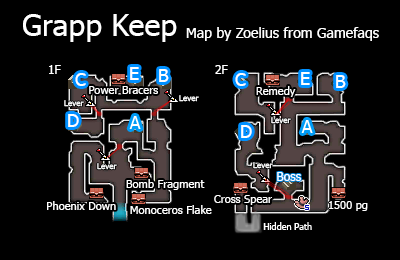 Grapp Keep Map by Zoelius from Gamefaqs
1F
2F
C
E
B
Power Bracers
Lever
Lever
D
A
Lever
Bomb Fragment
Phoenix Down
Monoceros Flake
C
E
B
Remedy
Lever
D
A
Lever
Boss
Cross Spear
S
1500 pg
Hidden Path